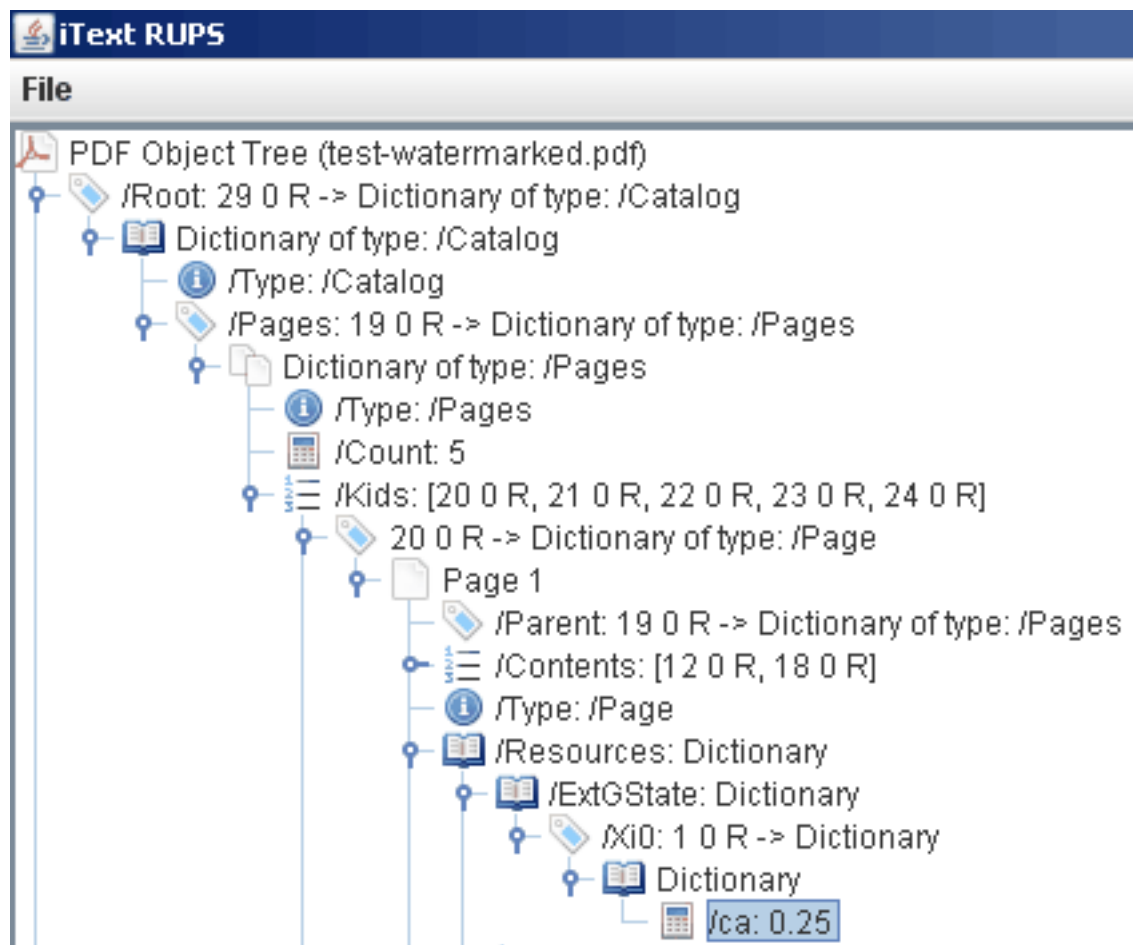 iText RUPS
File
PDF Object Tree (test-watermarked.pdf)
/Root: 29 0 R -> Dictionary of type: /Catalog
Dictionary of type: /Catalog
/Type: /Catalog
/Pages: 19 0 R -> Dictionary of type: /Pages
Dictionary of type: /Pages
/Type: /Pages
/Count: 5
/Kids: [20 0 R, 21 0 R, 22 0 R, 23 0 R, 24 0 R]
20 0 R -> Dictionary of type: /Page
Page 1
/Parent: 19 0 R -> Dictionary of type: /Pages
/Contents: [12 0 R, 18 0 R]
/Type: /Page
/Resources: Dictionary
/ExtGState: Dictionary
/Xi0: 1 0 R -> Dictionary
Dictionary
/ca: 0.25